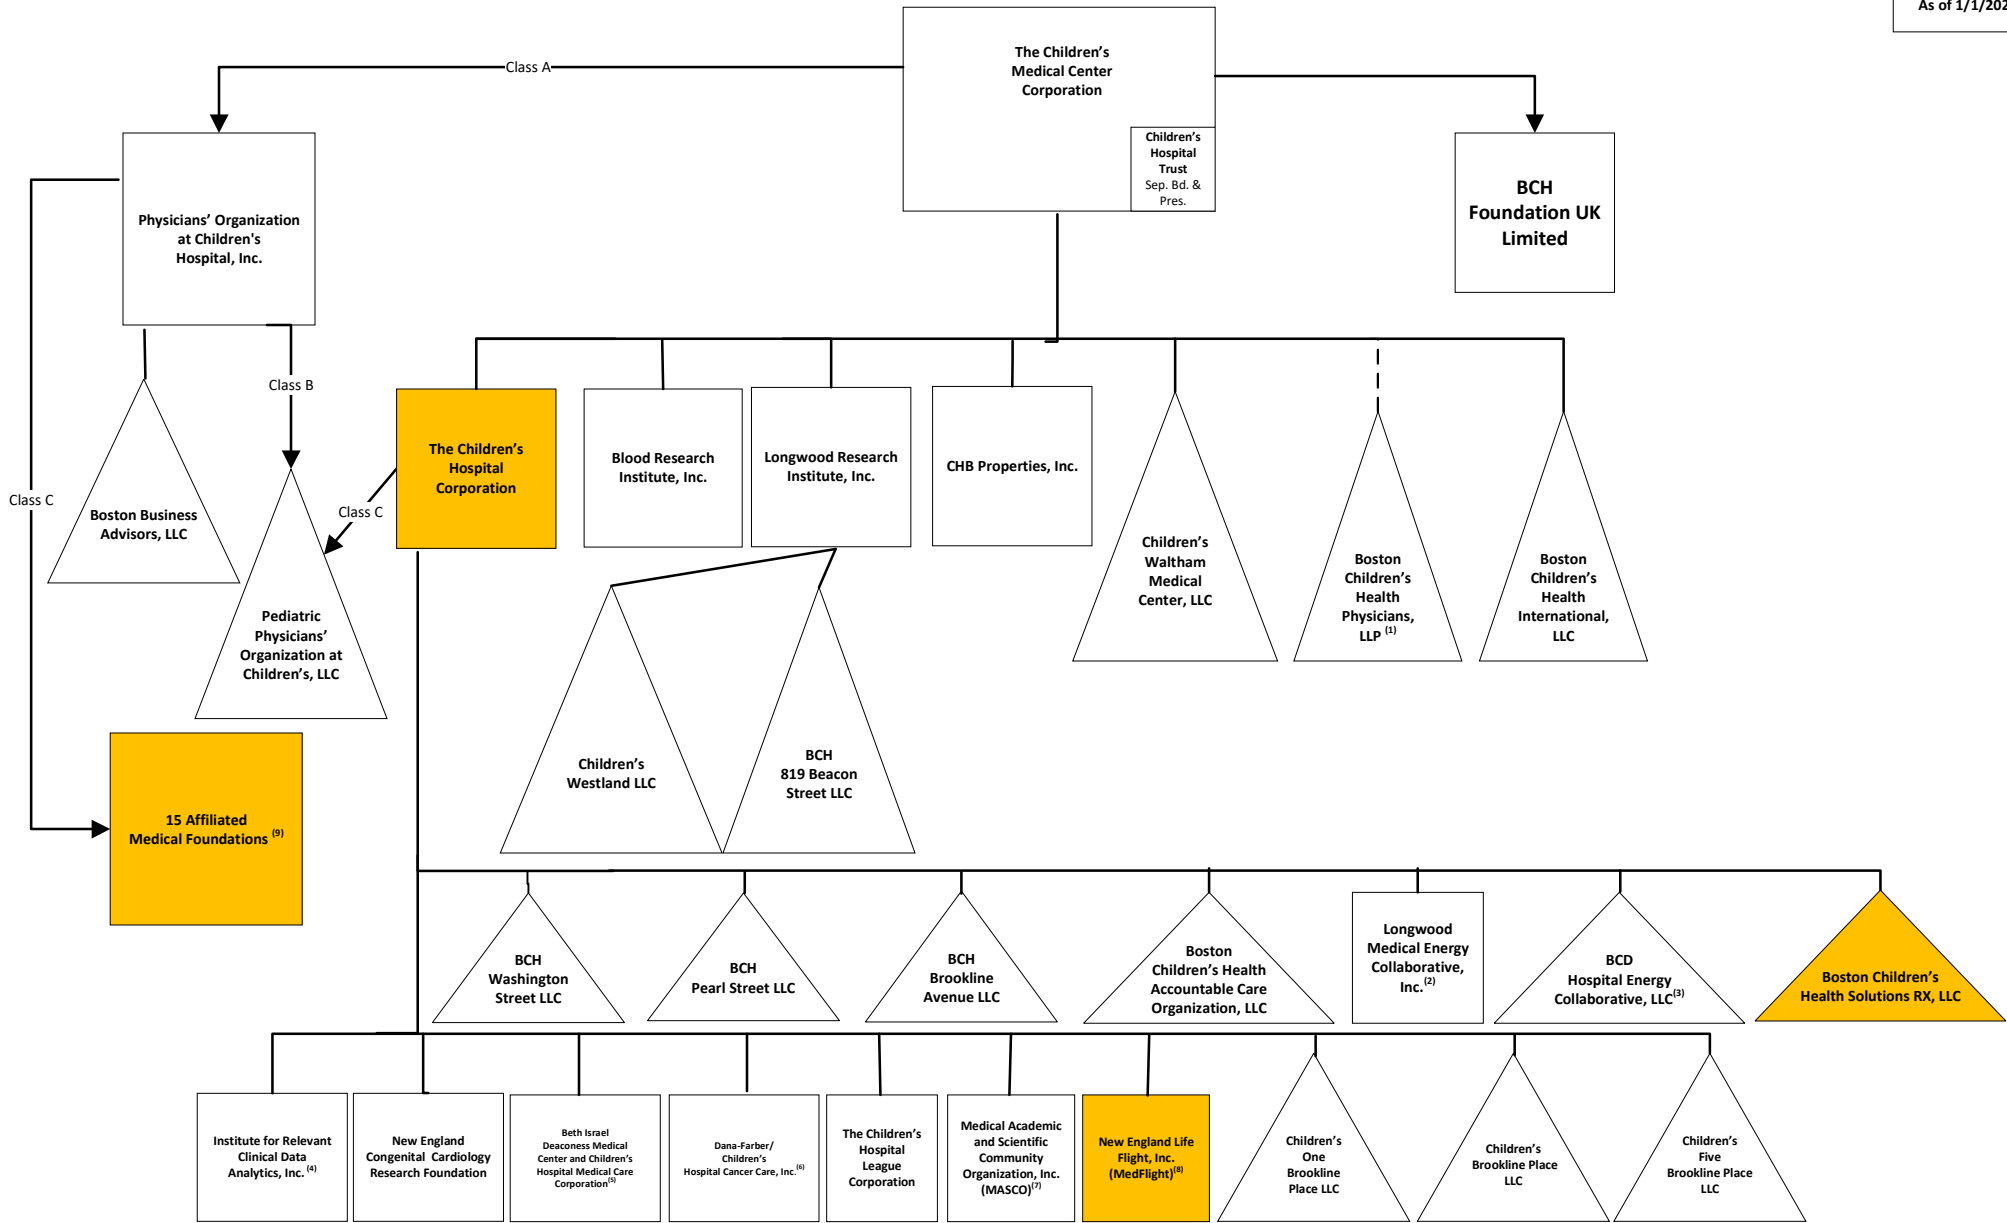 As of 1/1/202
The Children's
Medical Center
Corporation
Class A
Children's
Hospital
Trust
Sep. Bd. &
Pres.
BCH
Foundation UK
Limited
Physicians' Organization
at Children's
Hospital, Inc.
Class B
Class C
Class C
Boston Business
Advisors, LLC
Pediatric
Physicians'
Organization at
Children's, LLC
The Children's
Hospital
Corporation
Blood Research
Institute, Inc.
Longwood Research
Institute, Inc.
CHB Properties, Inc.
Children's
Waltham
Medical
Center, LLC
Boston
Children's
Health
Physicians,
LLP (1)
Boston
Children's
Health
International,
LLC
Children's
Westland LLC
BCH
819 Beacon
Street LLC
15 Affiliated
Medical Foundations (9)
BCH
Washington
Street LLC
BCH
Pearl Street LLC
BCH
Brookline
Avenue LLC
Boston
Children's Health
Accountable Care
Organization, LLC
Longwood
Medical Energy
Collaborative,
Inc.(2)
BCD
Hospital Energy
Collaborative, LLC(3)
Boston Children's
Health Solutions RX, LLC
Institute for Relevant
Clinical Data
Analytics, Inc. (4)
New England
Congenital Cardiology
Research Foundation
Beth Israel
Deaconess Medical
Center and Children's
Hospital Medical Care
Corporation(5)
Dana-Farber/
Children's
Hospital Cancer Care, Inc.(6)
The Children's
Hospital
League
Corporation
Medical Academic
and Scientific
Community
Organization, Inc.
(MASCO)(7)
New England Life
Flight, Inc.
(MedFlight)(8)
Children's
One
Brookline
Place LLC
Children's
Brookline Place
LLC
Children's
Five
Brookline Place
LLC